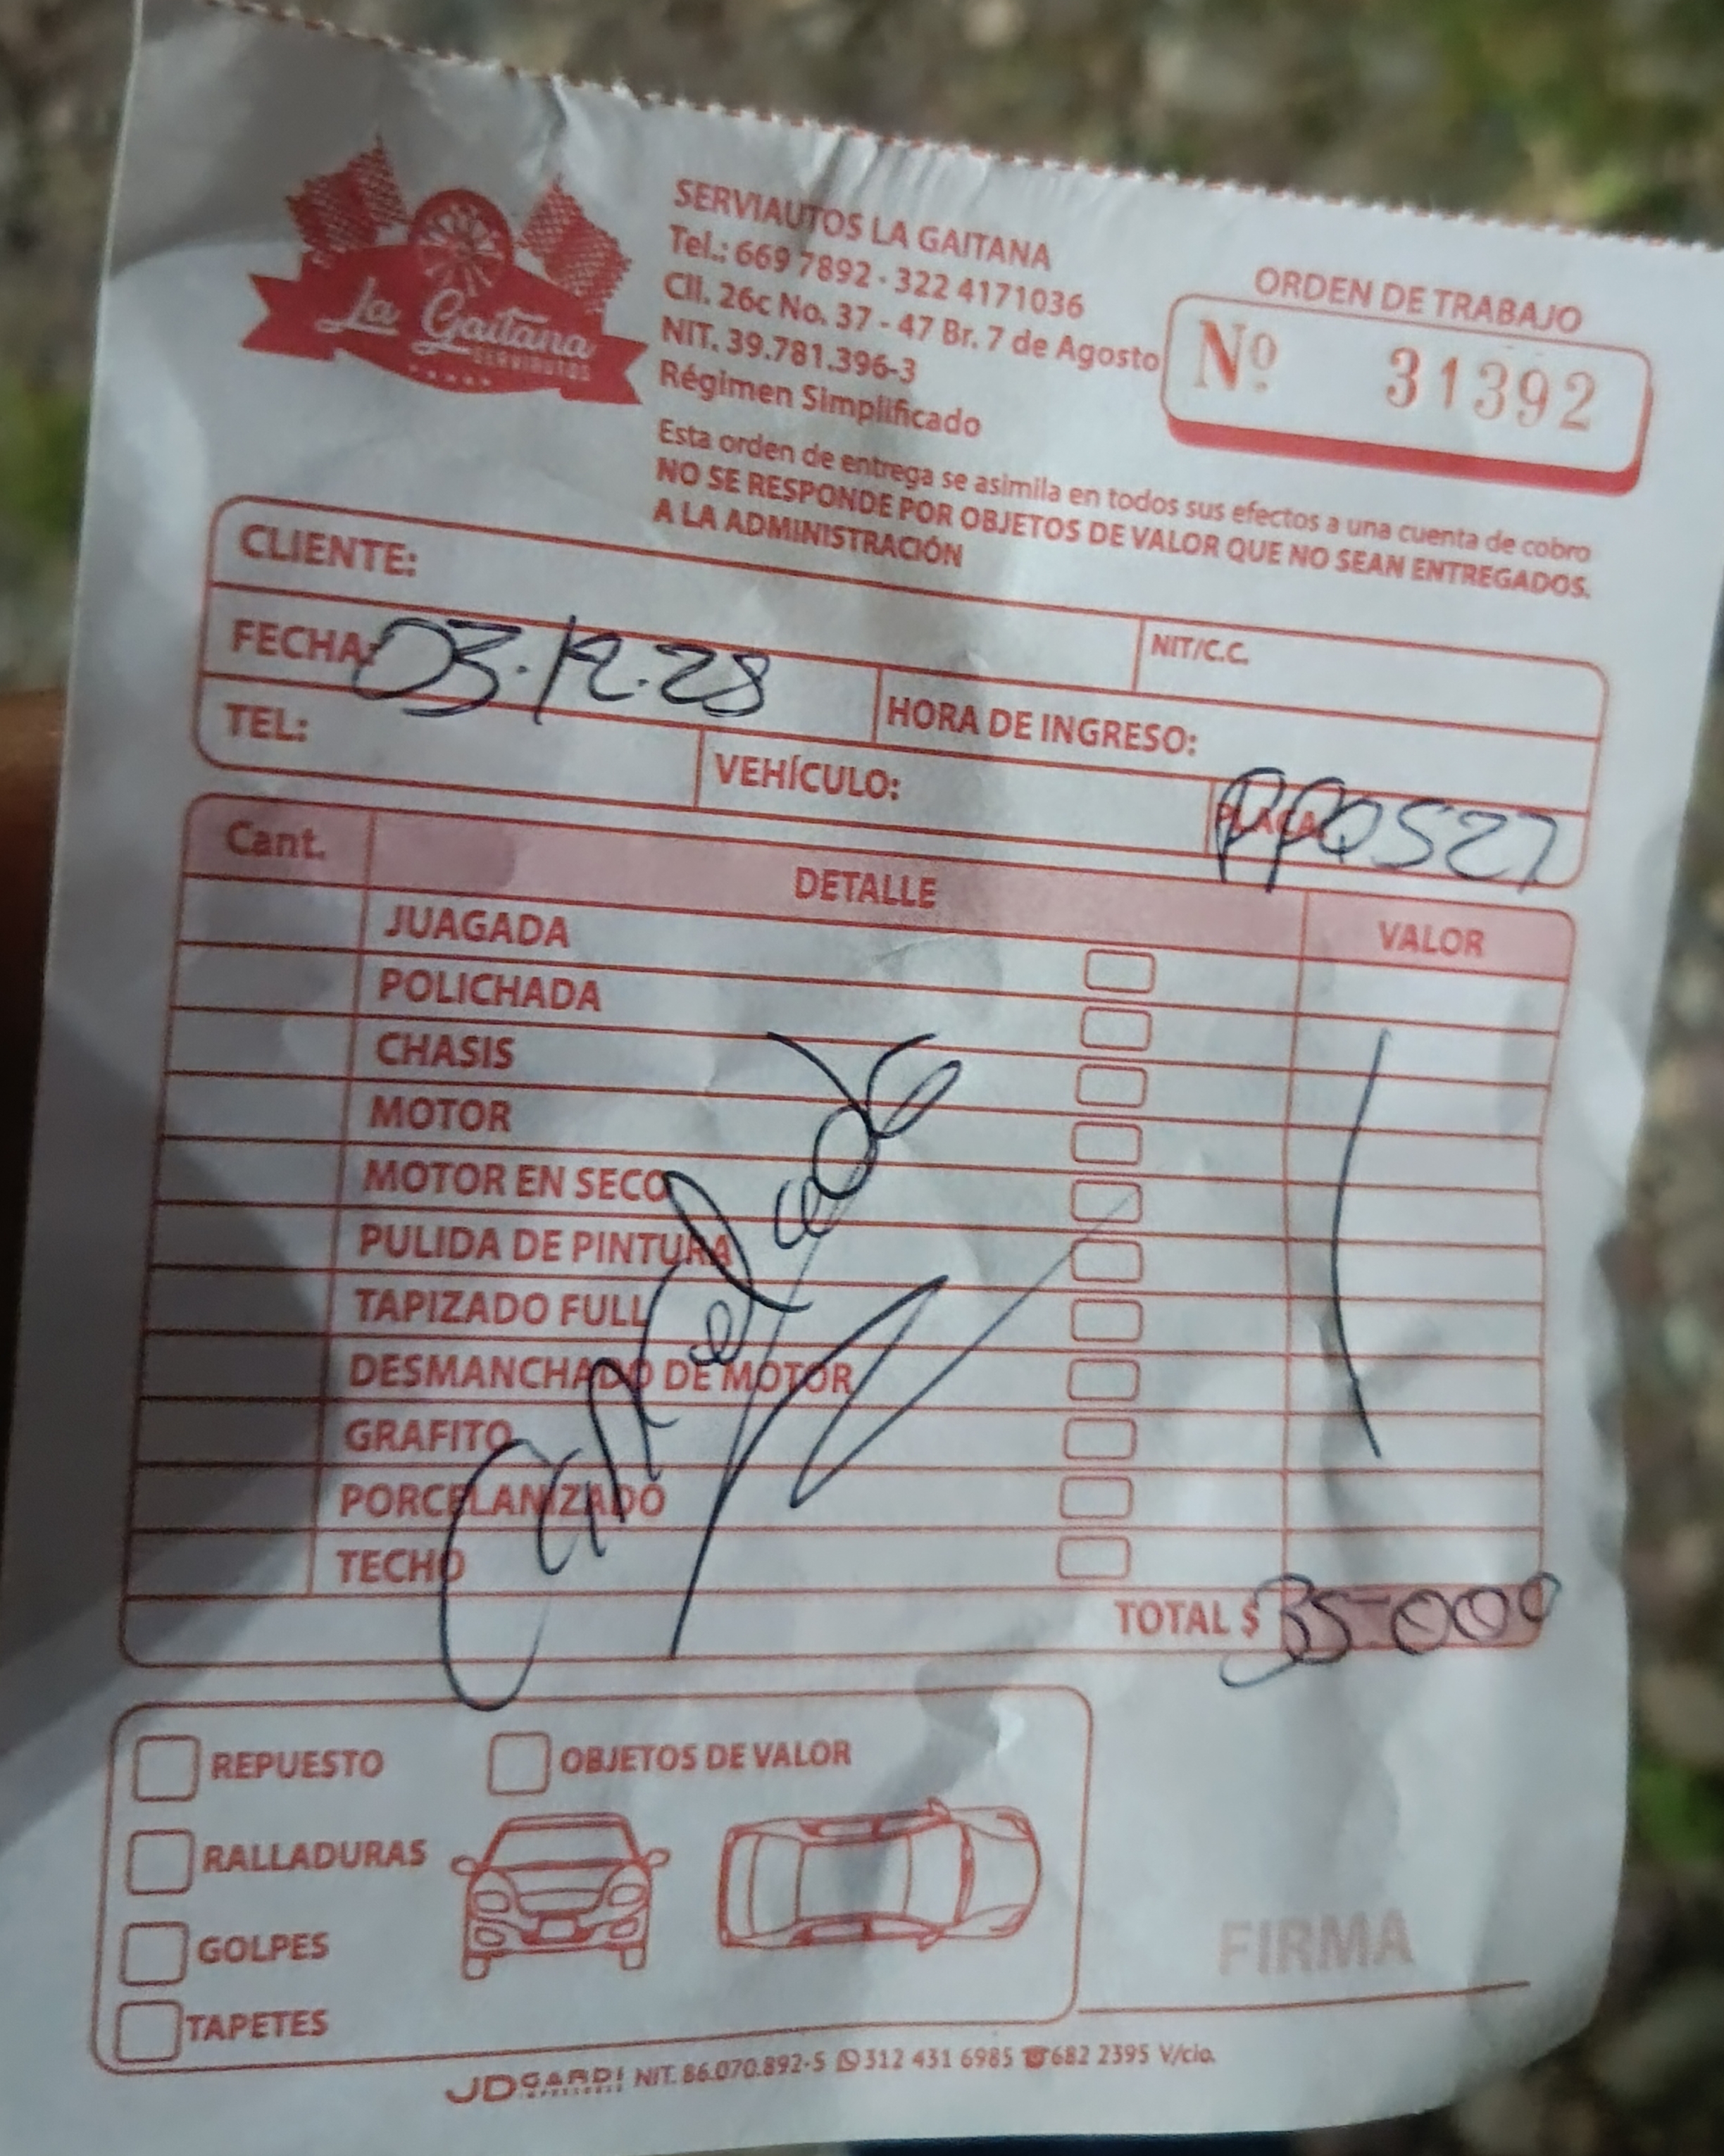 La Gaitana
SERVIAUTOS
SERVIAUTOS LA GAITANA
Tel.: 669 7892 - 322 4171036
Cll. 26c No. 37 - 47 Br. 7 de Agosto
NIT. 39.781.396-3
Régimen Simplificado
ORDEN DE TRABAJO
Nº 31392
Esta orden de entrega se asimila en todos sus efectos a una cuenta de cobro
NO SE RESPONDE POR OBJETOS DE VALOR QUE NO SEAN ENTREGADOS.
A LA ADMINISTRACIÓN
CLIENTE:
NIT/C.C.
FECHA: 03.12.28
HORA DE INGRESO:
TEL:
VEHÍCULO:
PLACA: 527
Cant. DETALLE VALOR
JUAGADA
POLICHADA
CHASIS
MOTOR
MOTOR EN SECO
PULIDA DE PINTURA
TAPIZADO FULL
DESMANCHADO DE MOTOR
GRAFITO
PORCELANIZADO
TECHO
Cancelado
TOTAL $ 35-000
REPUESTO
OBJETOS DE VALOR
RALLADURAS
GOLPES
TAPETES
FIRMA
JD GARDI IMPRESORES NIT. 86.070.892-5 312 431 6985 682 2395 V/cio.